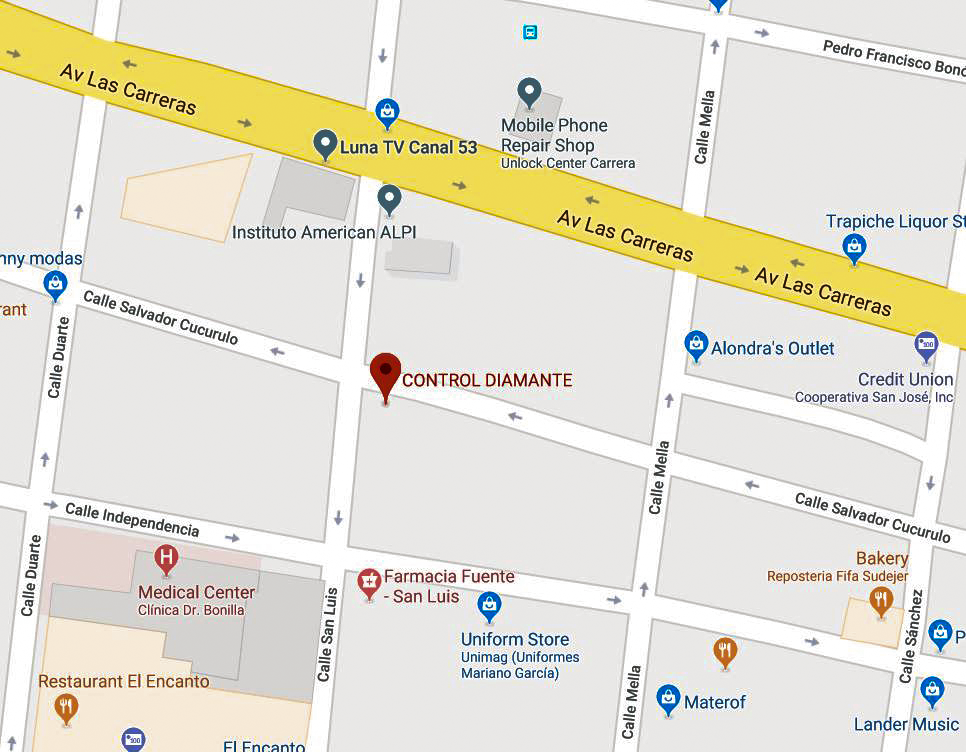 Pedro Francisco Bonó
Av Las Carreras
Calle Mella
Mobile Phone
Repair Shop
Unlock Center Carrera
Luna TV Canal 53
Instituto American ALPI
Av Las Carreras
Trapiche Liquor St
Av Las Carreras
nny modas
rant
Calle Salvador Cucurulo
Calle Duarte
Alondra's Outlet
Credit Union
Cooperativa San José, Inc
CONTROL DIAMANTE
Calle Mella
Calle Salvador Cucurulo
Calle Independencia
Calle Duarte
H
Medical Center
Clínica Dr. Bonilla
Farmacia Fuente
- San Luis
Calle San Luis
Bakery
Reposteria Fifa Sudejer
Uniform Store
Unimag (Uniformes
Mariano García)
Calle Sánchez
P
Calle Mella
Restaurant El Encanto
Materof
Lander Music
El Encanto